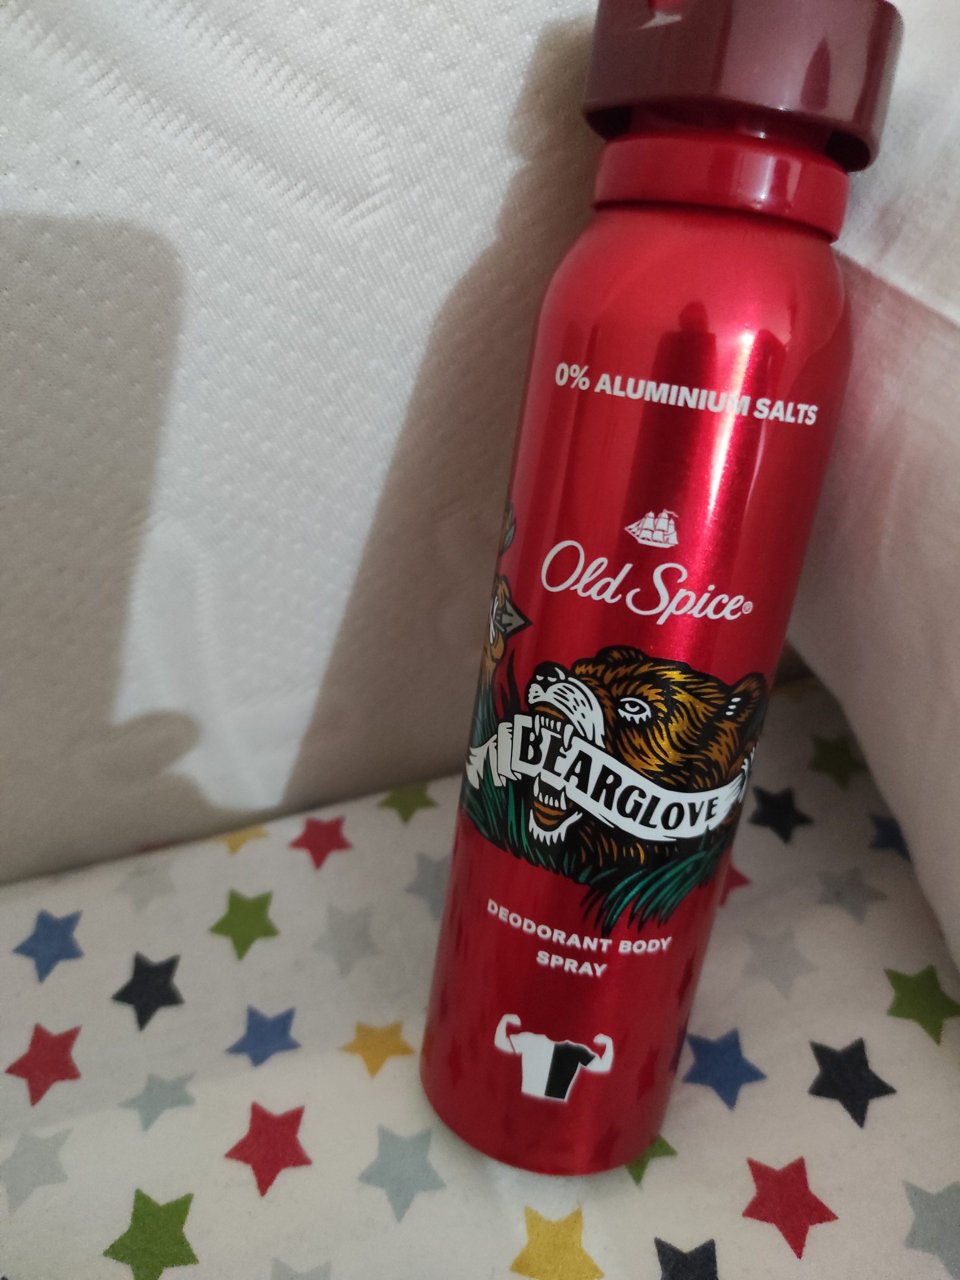 0% ALUMINIUM SALTS
Old Spice®
BEARGLOVE
DEODORANT BODY
SPRAY